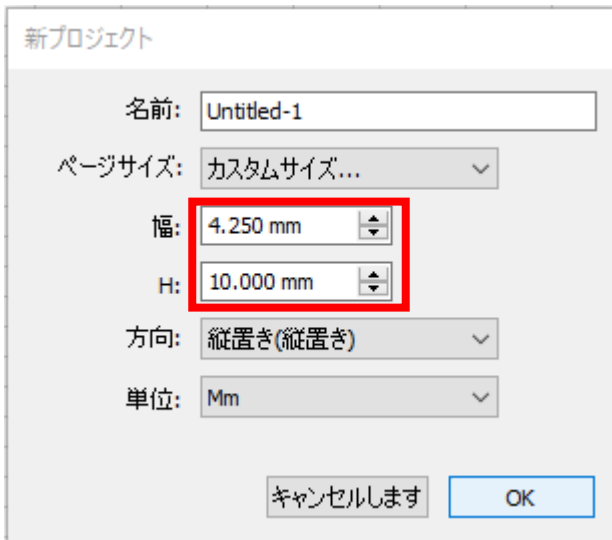 新プロジェクト
名前: Untitled-1
ページサイズ: カスタムサイズ...
幅: 4.250 mm
H: 10.000 mm
方向: 縦置き(縦置き)
単位: Mm
キャンセルします OK